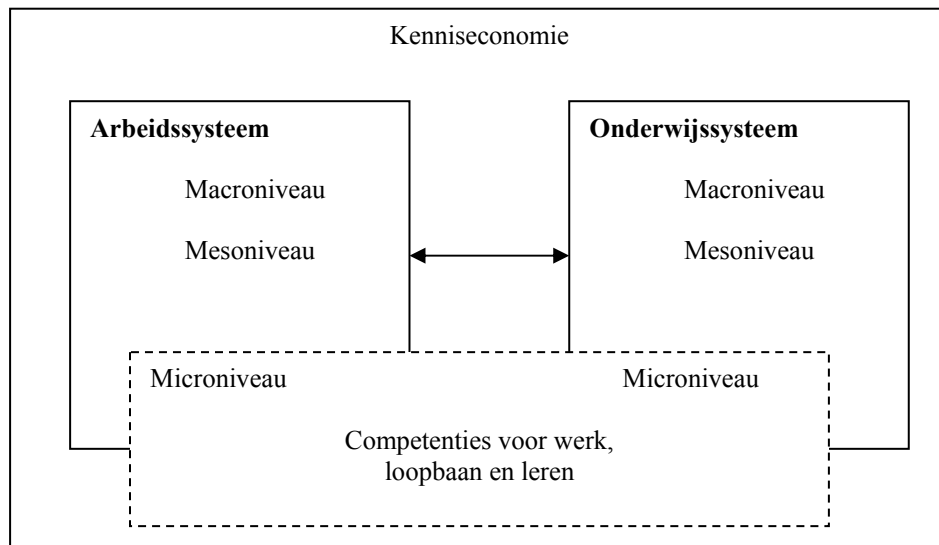 Kenniseconomie
Arbeidssysteem
Macroniveau
Mesoniveau
Onderwijssysteem
Macroniveau
Mesoniveau
Microniveau
Microniveau
Competenties voor werk,
loopbaan en leren